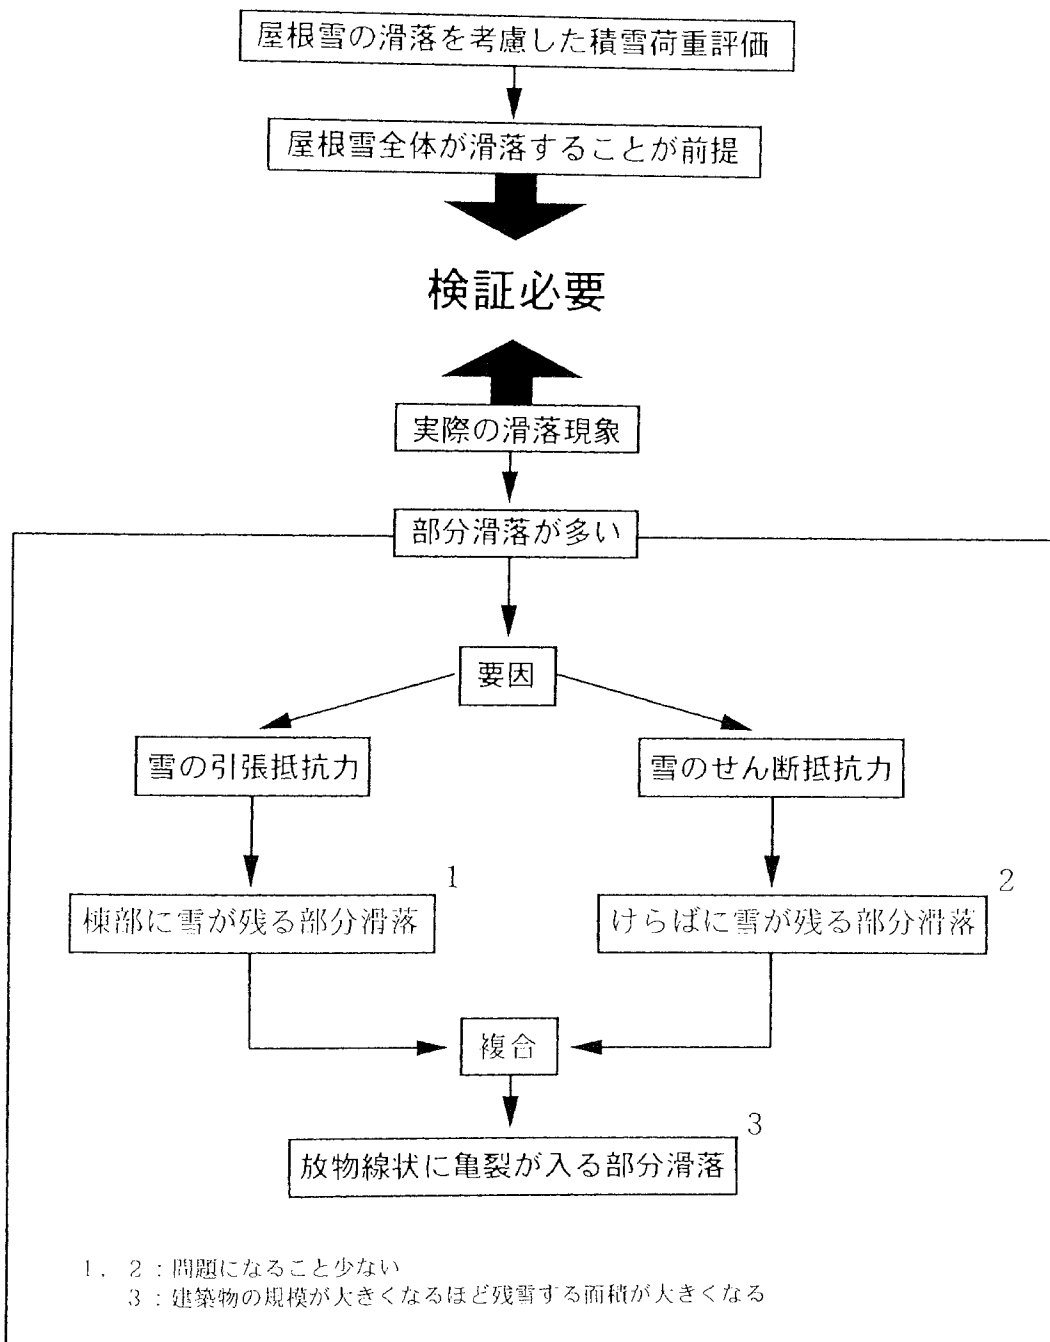 屋根雪の滑落を考慮した積雪荷重評価
屋根雪全体が滑落することが前提
検証必要
実際の滑落現象
部分滑落が多い
要因
雪の引張抵抗力
雪のせん断抵抗力
1
棟部に雪が残る部分滑落
2
けらばに雪が残る部分滑落
複合
3
放物線状に亀裂が入る部分滑落
1. 2:問題になること少ない
3:建築物の規模が大きくなるほど残雪する面積が大きくなる